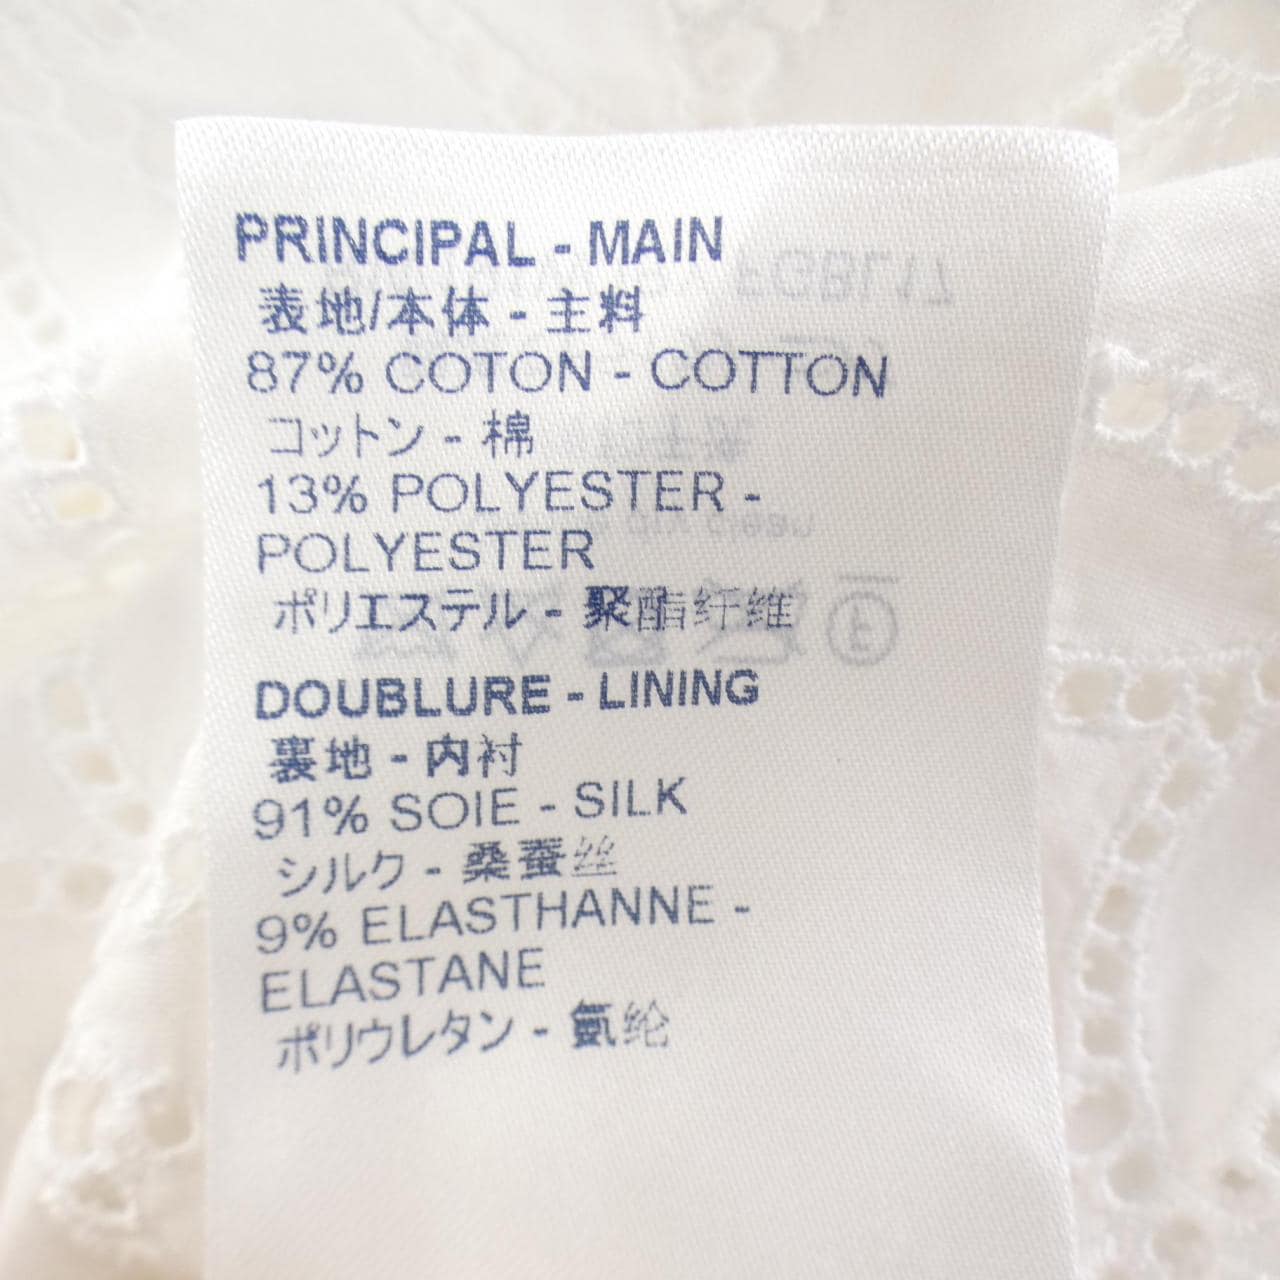 PRINCIPAL - MAIN
表地/本体 - 主料
87% COTON - COTTON
コットン - 棉
13% POLYESTER -
POLYESTER
ポリエステル - 聚酯纤维
DOUBLURE - LINING
裏地 - 内衬
91% SOIE - SILK
シルク - 桑蚕丝
9% ELASTHANNE -
ELASTANE
ポリウレタン - 氨纶